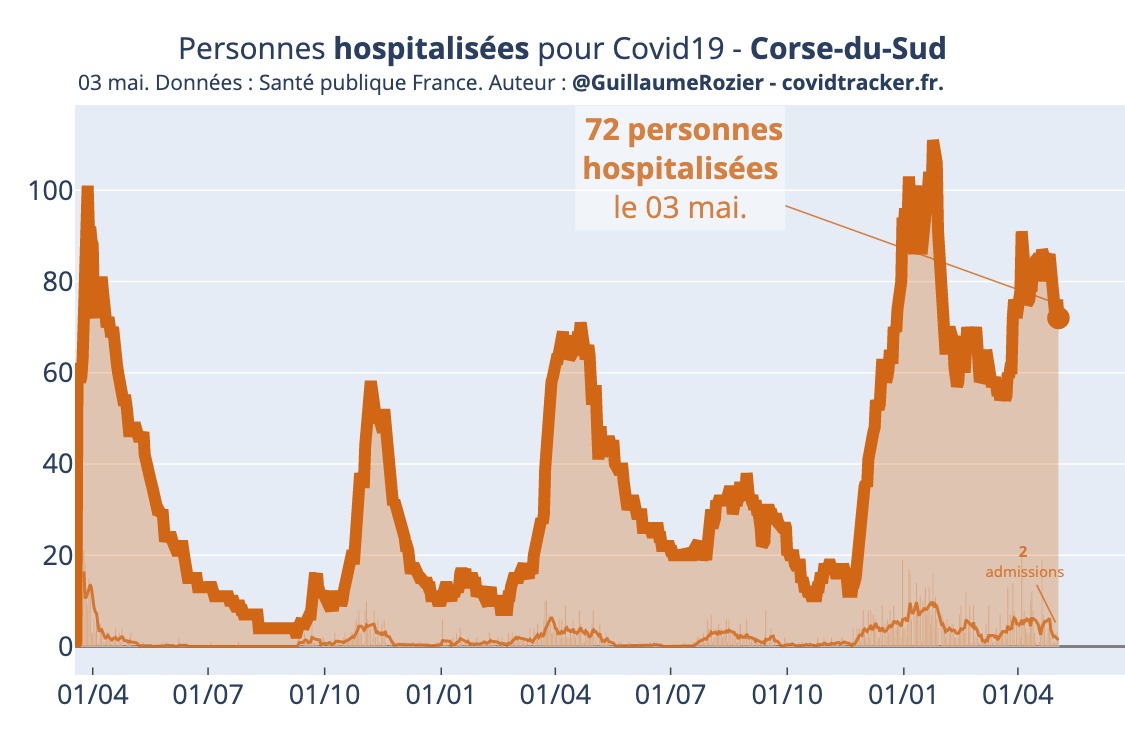 Personnes hospitalisées pour Covid19 - Corse-du-Sud
03 mai. Données : Santé publique France. Auteur : @GuillaumeRozier - covidtracker.fr.
72 personnes
hospitalisées
le 03 mai.
100
80
60
40
20
0
2
admissions
01/04 01/07 01/10 01/01 01/04 01/07 01/10 01/01 01/04